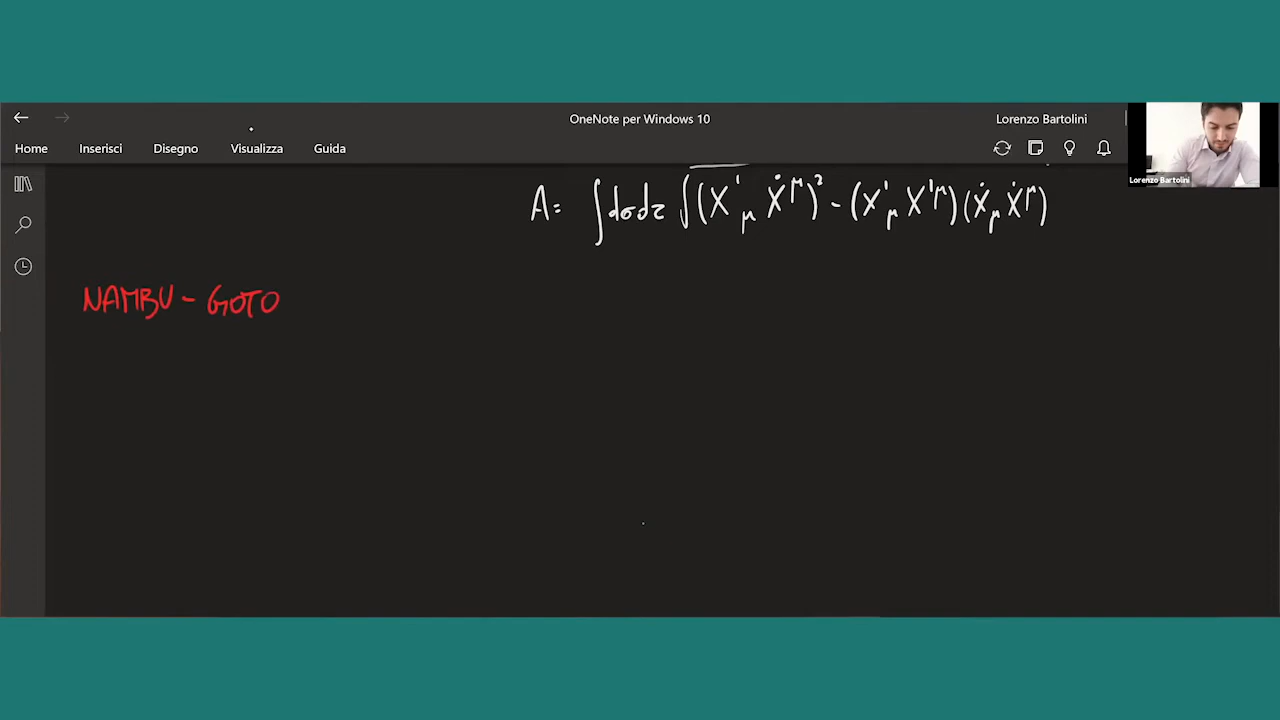 OneNote per Windows 10
Lorenzo Bartolini
Home Inserisci Disegno Visualizza Guida
Lorenzo Bartolini
A = ∫dσdτ √(X'_μ Ẋ^μ)² - (X'_μ X'^μ)(Ẋ_μ Ẋ^μ)
NAMBU - GOTO